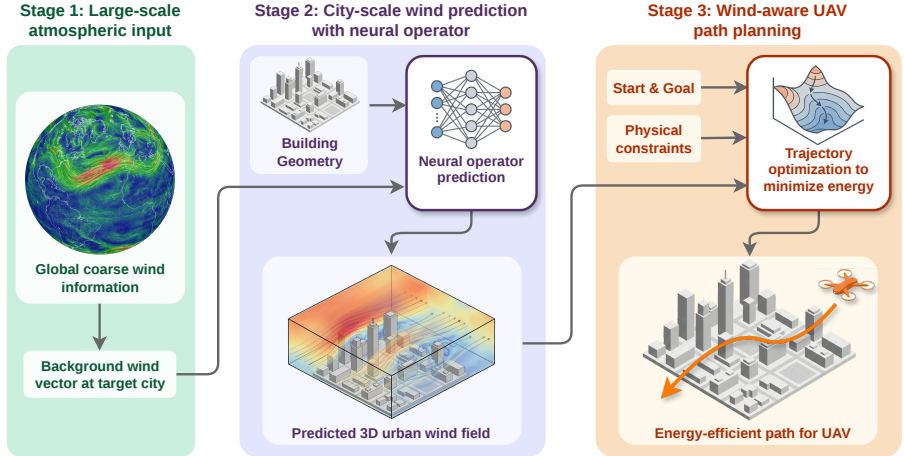 Stage 1: Large-scale
atmospheric input
Global coarse wind
information
Background wind
vector at target city
Stage 2: City-scale wind prediction
with neural operator
Building
Geometry
Neural operator
prediction
Predicted 3D urban wind field
Stage 3: Wind-aware UAV
path planning
Start & Goal
Physical
constraints
Trajectory
optimization to
minimize energy
Energy-efficient path for UAV